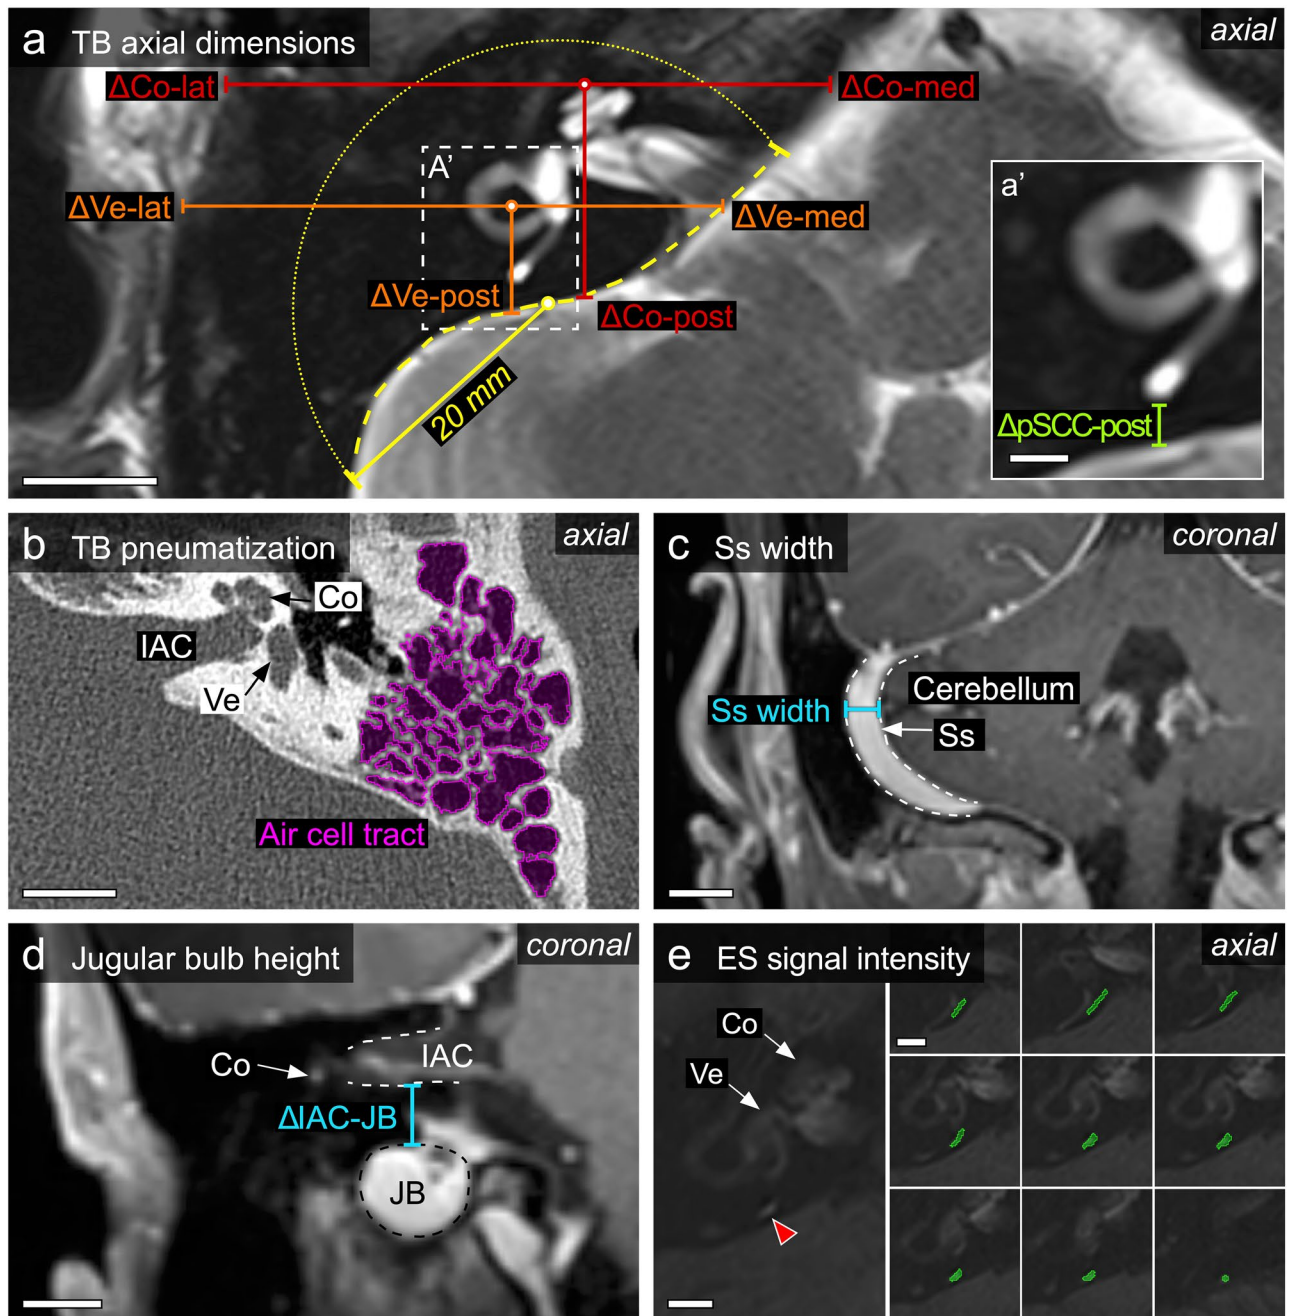 a TB axial dimensions
axial
ΔCo-lat
ΔCo-med
A'
a'
ΔVe-lat
ΔVe-med
ΔVe-post
ΔCo-post
20 mm
ΔpSCC-post
b TB pneumatization
axial
Co
IAC
Ve
Air cell tract
c Ss width
coronal
Cerebellum
Ss width
Ss
d Jugular bulb height
coronal
IAC
Co
ΔIAC-JB
JB
e ES signal intensity
axial
Co
Ve